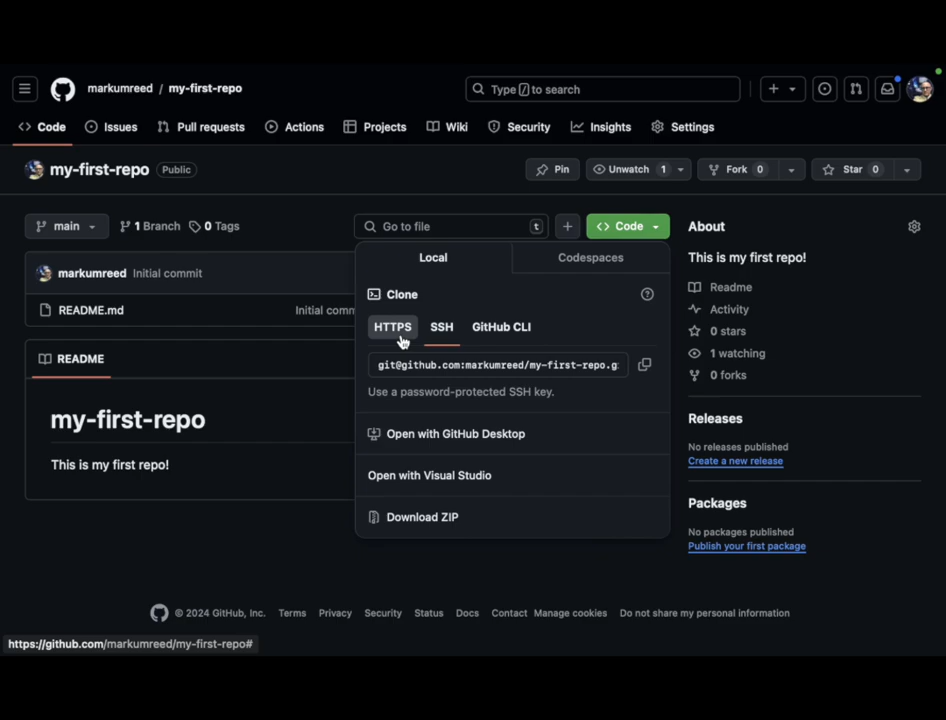 markumreed / my-first-repo
Type / to search
Code
Issues
Pull requests
Actions
Projects
Wiki
Security
Insights
Settings
my-first-repo Public
Pin
Unwatch 1
Fork 0
Star 0
main
1 Branch
0 Tags
Go to file t
Code
markumreed Initial commit
README.md Initial comm
README
my-first-repo
This is my first repo!
Local
Codespaces
Clone
HTTPS
SSH
GitHub CLI
git@github.com:markumreed/my-first-repo.g
Use a password-protected SSH key.
Open with GitHub Desktop
Open with Visual Studio
Download ZIP
About
This is my first repo!
Readme
Activity
0 stars
1 watching
0 forks
Releases
No releases published
Create a new release
Packages
No packages published
Publish your first package
© 2024 GitHub, Inc. Terms Privacy Security Status Docs Contact Manage cookies Do not share my personal information
https://github.com/markumreed/my-first-repo#